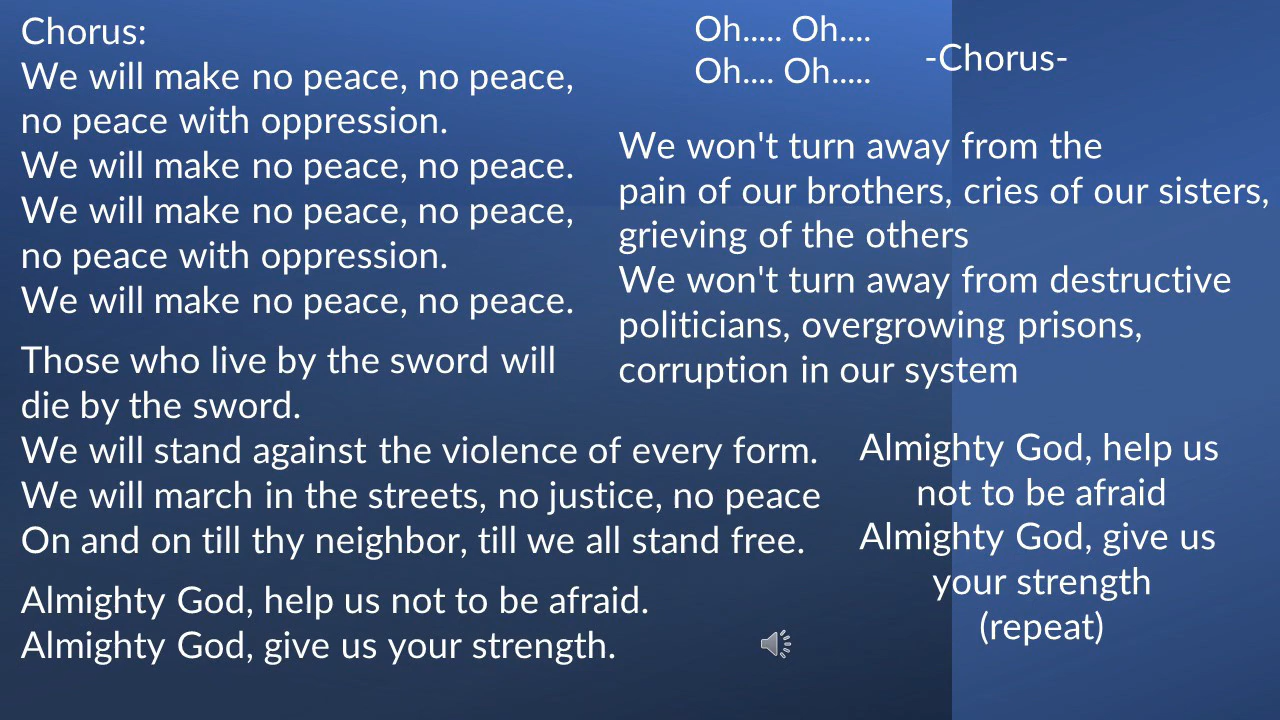 Chorus:
We will make no peace, no peace,
no peace with oppression.
We will make no peace, no peace.
We will make no peace, no peace,
no peace with oppression.
We will make no peace, no peace.
Those who live by the sword will
die by the sword.
We will stand against the violence of every form.
We will march in the streets, no justice, no peace
On and on till thy neighbor, till we all stand free.
Almighty God, help us not to be afraid.
Almighty God, give us your strength.
Oh..... Oh....
Oh.... Oh.....
-Chorus-
We won't turn away from the
pain of our brothers, cries of our sisters,
grieving of the others
We won't turn away from destructive
politicians, overgrowing prisons,
corruption in our system
Almighty God, help us
not to be afraid
Almighty God, give us
your strength
(repeat)